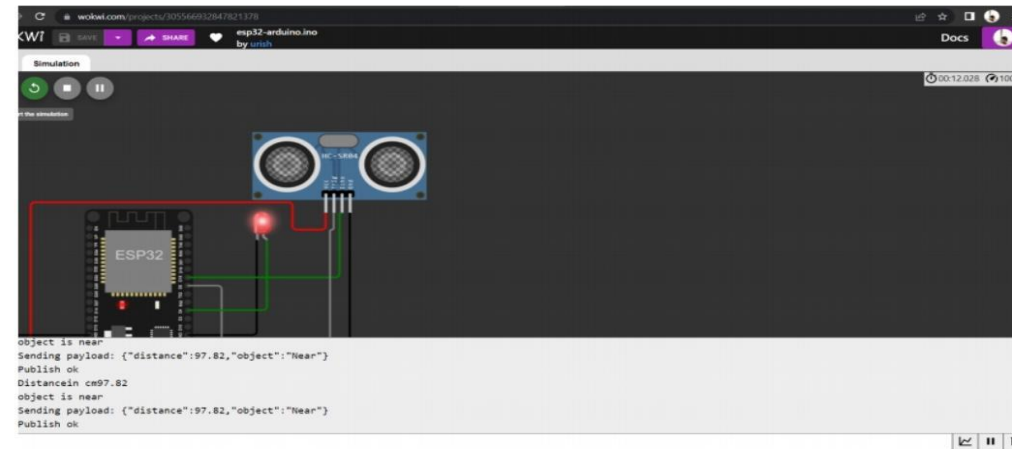 wokwi.com/projects/305566932847821378
SAVE
SHARE
esp32-arduino.ino
by urish
Docs
Simulation
00:12.028
HC-SR04
ESP32
object is near
Sending payload: {"distance":97.82,"object":"Near"}
Publish ok
Distancein cm97.82
object is near
Sending payload: {"distance":97.82,"object":"Near"}
Publish ok